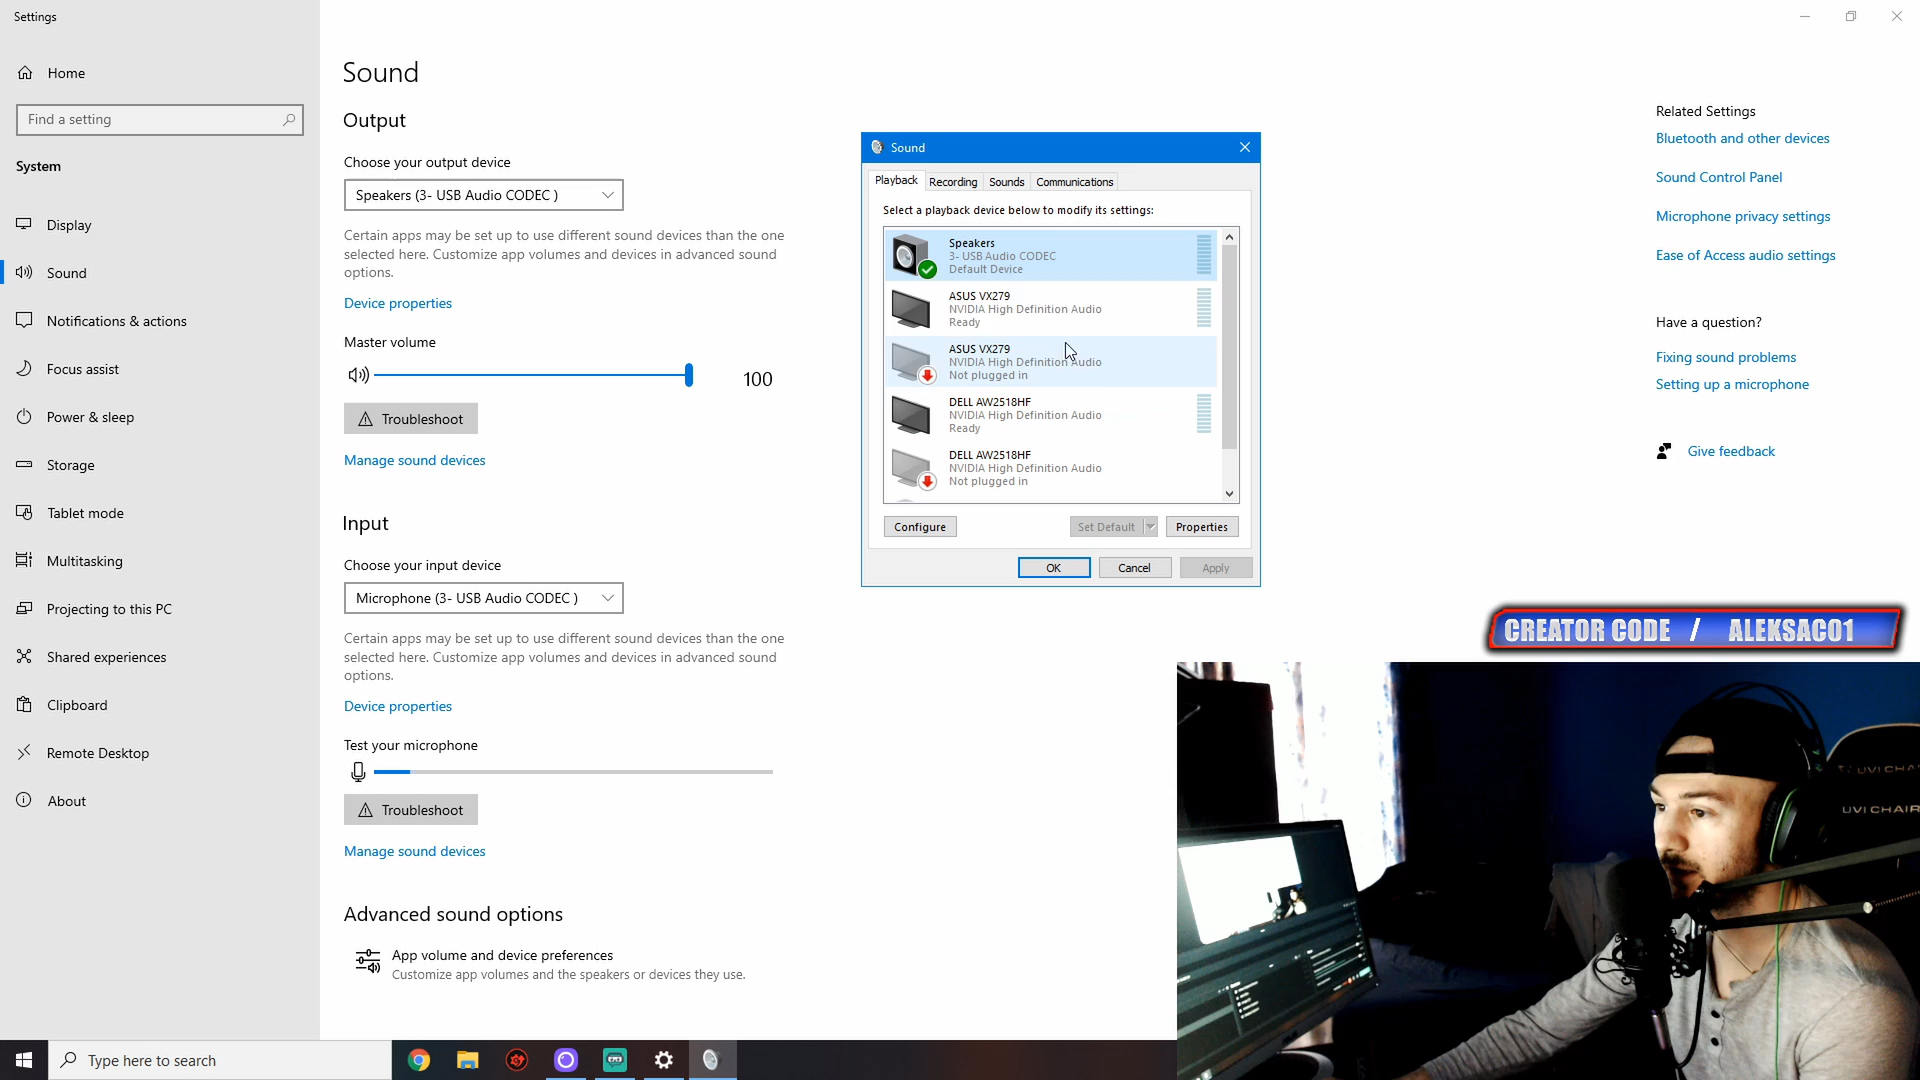 Settings
Home
Find a setting
System
Display
Sound
Notifications & actions
Focus assist
Power & sleep
Storage
Tablet mode
Multitasking
Projecting to this PC
Shared experiences
Clipboard
Remote Desktop
About
Sound
Output
Choose your output device
Speakers (3- USB Audio CODEC )
Certain apps may be set up to use different sound devices than the one
selected here. Customize app volumes and devices in advanced sound
options.
Device properties
Master volume
100
Troubleshoot
Manage sound devices
Input
Choose your input device
Microphone (3- USB Audio CODEC )
Certain apps may be set up to use different sound devices than the one
selected here. Customize app volumes and devices in advanced sound
options.
Device properties
Test your microphone
Troubleshoot
Manage sound devices
Advanced sound options
App volume and device preferences
Customize app volumes and the speakers or devices they use.
Sound
Playback Recording Sounds Communications
Select a playback device below to modify its settings:
Speakers
3- USB Audio CODEC
Default Device
ASUS VX279
NVIDIA High Definition Audio
Ready
ASUS VX279
NVIDIA High Definition Audio
Not plugged in
DELL AW2518HF
NVIDIA High Definition Audio
Ready
DELL AW2518HF
NVIDIA High Definition Audio
Not plugged in
Configure Set Default Properties
OK Cancel Apply
Related Settings
Bluetooth and other devices
Sound Control Panel
Microphone privacy settings
Ease of Access audio settings
Have a question?
Fixing sound problems
Setting up a microphone
Give feedback
CREATOR CODE / ALEKSAC01
UVI CHAIR
Type here to search